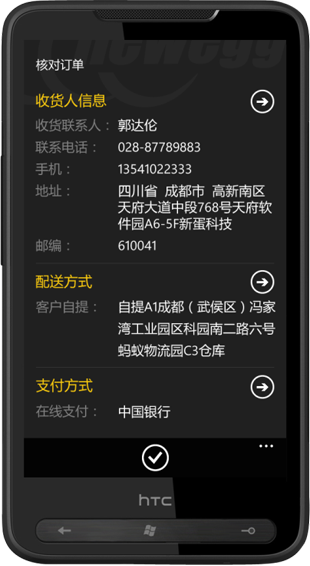 newegg
核对订单
收货人信息
收货联系人： 郭达伦
联系电话： 028-87789883
手机： 13541022333
地址： 四川省 成都市 高新南区
天府大道中段768号天府软
件园A6-5F新蛋科技
邮编： 610041
配送方式
客户自提： 自提A1成都（武侯区）冯家
湾工业园区科园南二路六号
蚂蚁物流园C3仓库
支付方式
在线支付： 中国银行
hTC